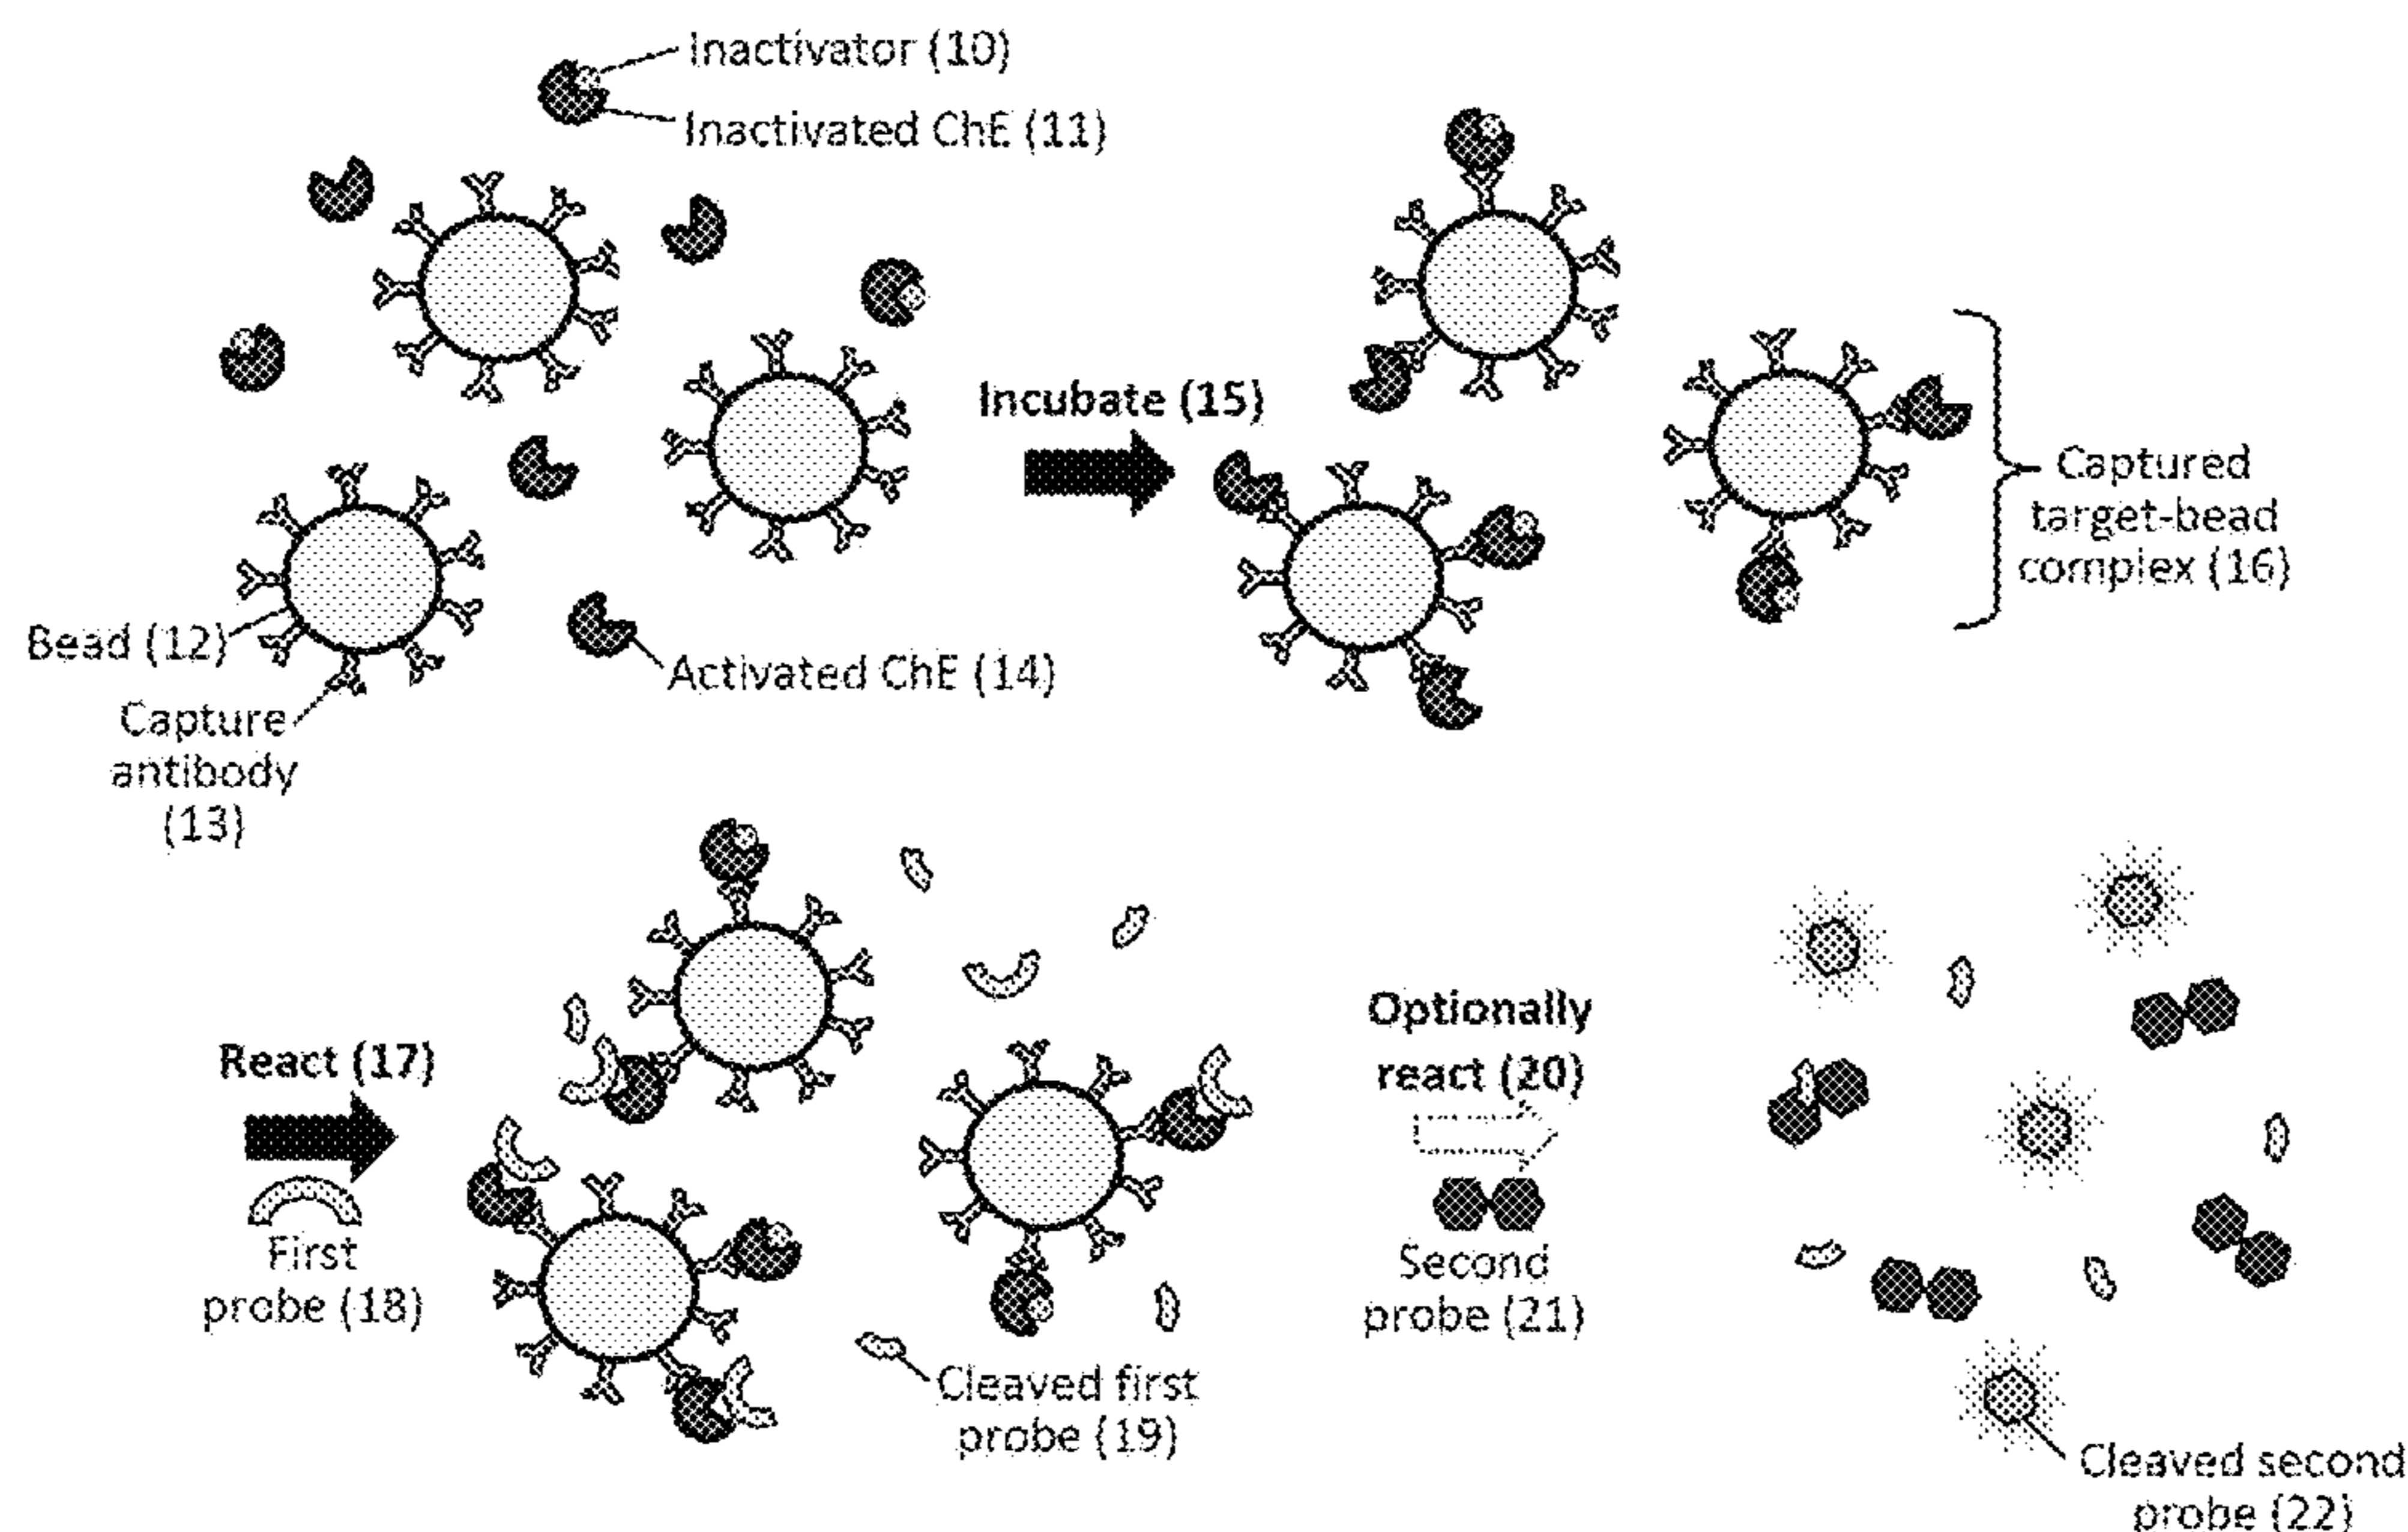 Inactivator (10)
Inactivated ChE (11)
Incubate (15)
Captured
target-bead
complex (16)
Bead (12)
Activated ChE (14)
Capture
antibody
(13)
React (17)
First
probe (18)
Cleaved first
probe (19)
Optionally
react (20)
Second
probe (21)
Cleaved second
probe (22)